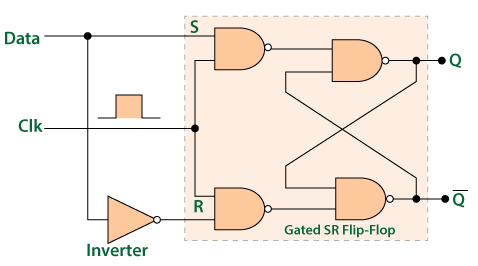 S
Data
Q
Clk
R
Q̅
Gated SR Flip-Flop
Inverter